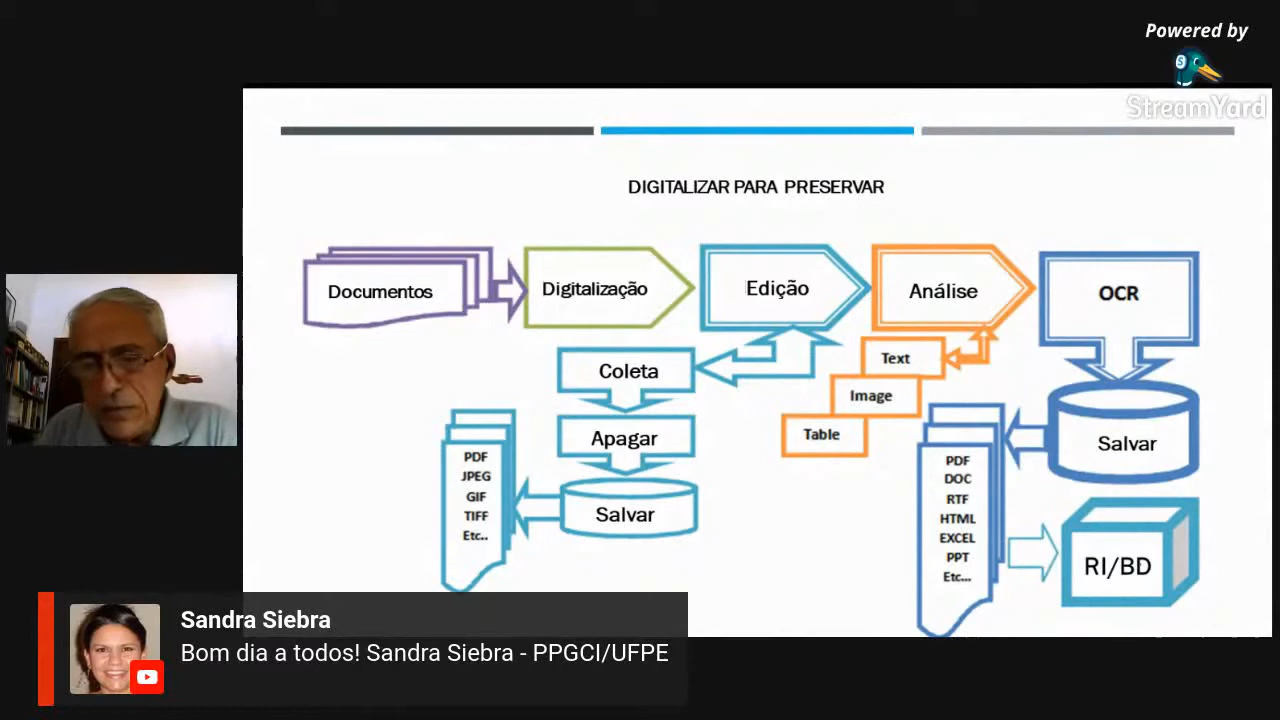 Powered by
StreamYard
DIGITALIZAR PARA PRESERVAR
Documentos
Digitalização
Edição
Análise
OCR
Coleta
Apagar
Salvar
PDF
JPEG
GIF
TIFF
Etc..
Text
Image
Table
Salvar
PDF
DOC
RTF
HTML
EXCEL
PPT
Etc...
RI/BD
Sandra Siebra
Bom dia a todos! Sandra Siebra - PPGCI/UFPE